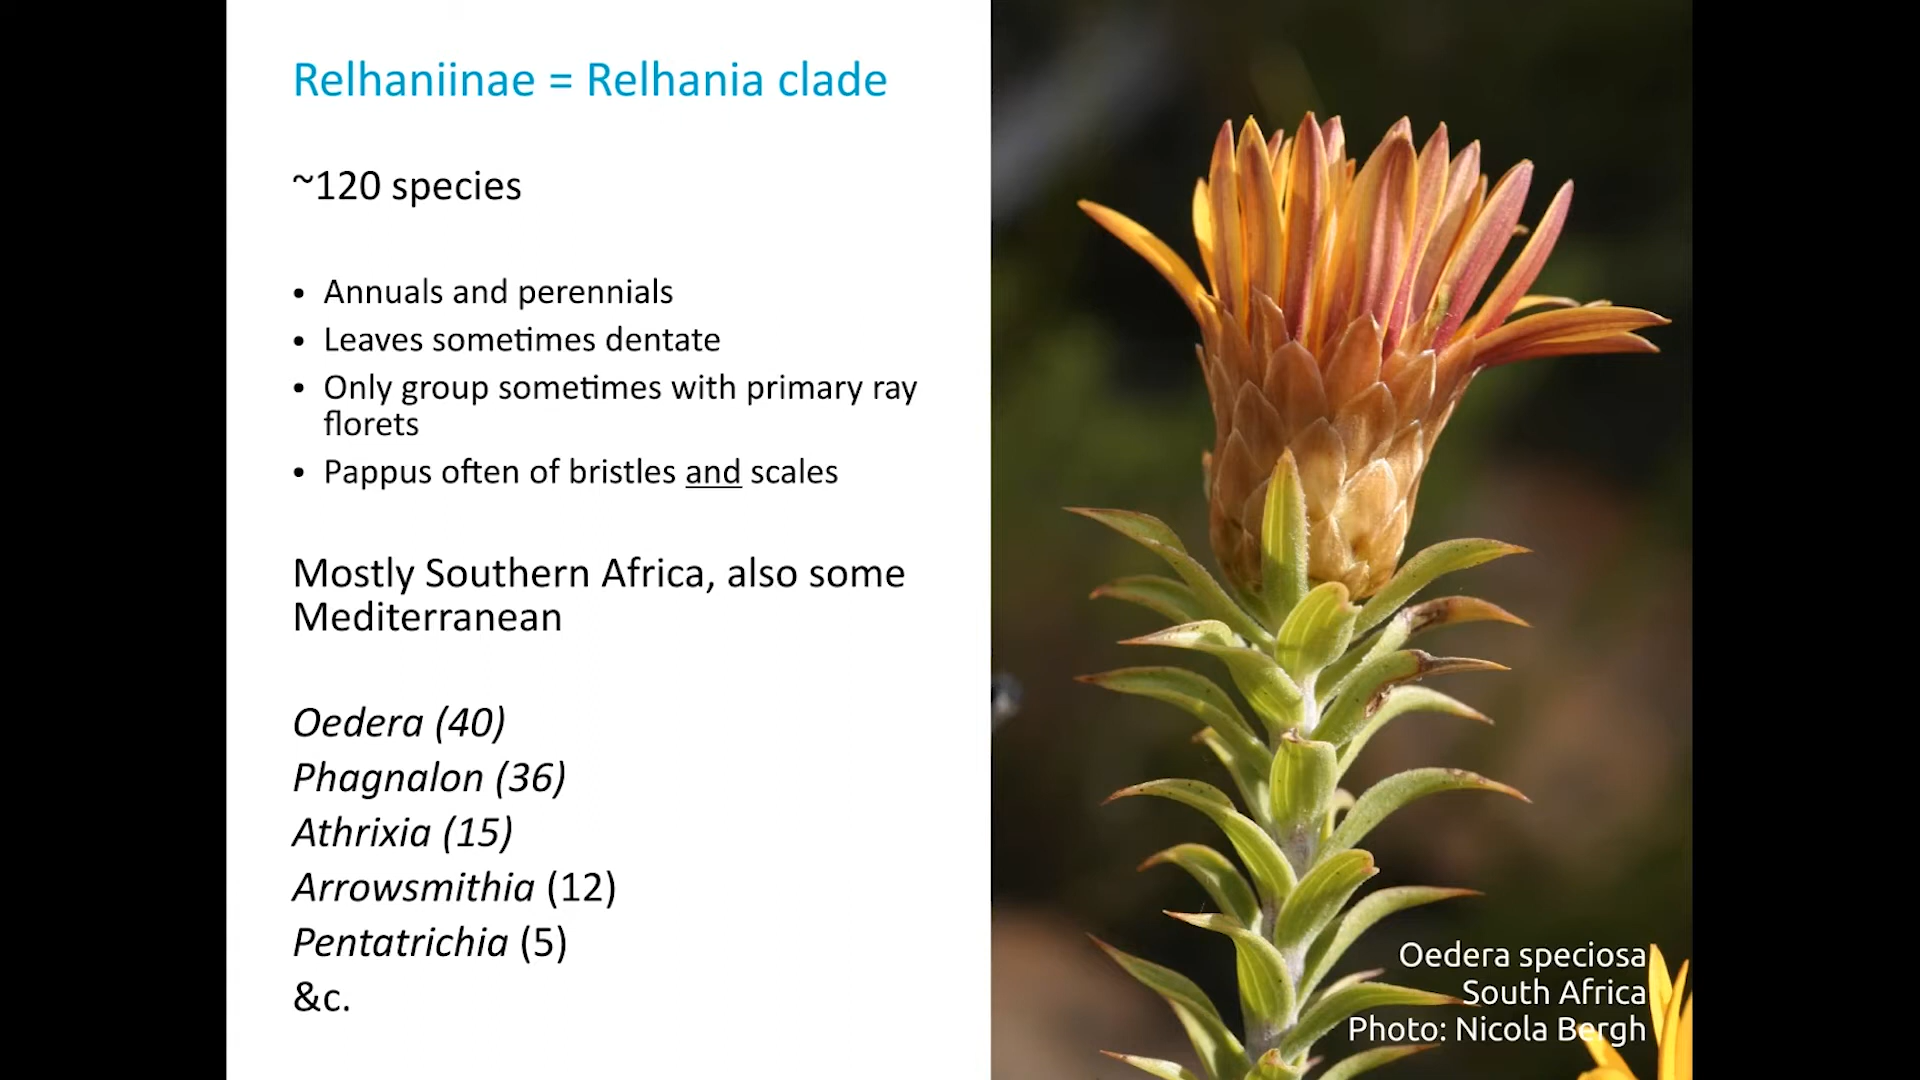 Relhaniinae = Relhania clade
~120 species
• Annuals and perennials
• Leaves sometimes dentate
• Only group sometimes with primary ray
florets
• Pappus often of bristles and scales
Mostly Southern Africa, also some
Mediterranean
Oedera (40)
Phagnalon (36)
Athrixia (15)
Arrowsmithia (12)
Pentatrichia (5)
&c.
Oedera speciosa
South Africa
Photo: Nicola Bergh